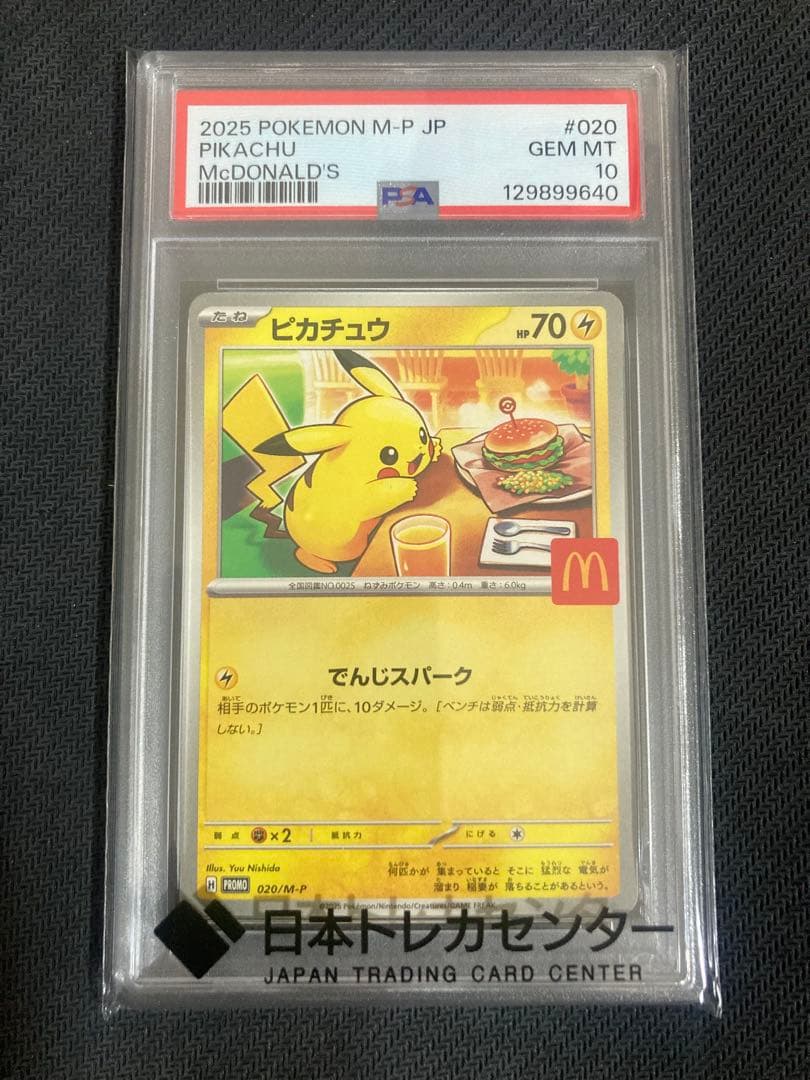 2025 POKEMON M-P JP #020
PIKACHU GEM MT
McDONALD'S 10
PSA 129899640
たね ピカチュウ HP70
全国図鑑NO.0025 ねずみポケモン 高さ:0.4m 重さ:6.0kg
でんじスパーク
相手のポケモン1匹に、10ダメージ。[ベンチは弱点・抵抗力を計算
しない。]
弱点 ×2 抵抗力 にげる
Illus. Yuu Nishida
何匹かが 集まっていると そこに 猛烈な 電気が
溜まり 稲妻が 落ちることがあるという。
PROMO 020/M-P
©2025 Pokémon/Nintendo/Creatures/GAME FREAK
日本トレカセンター
JAPAN TRADING CARD CENTER